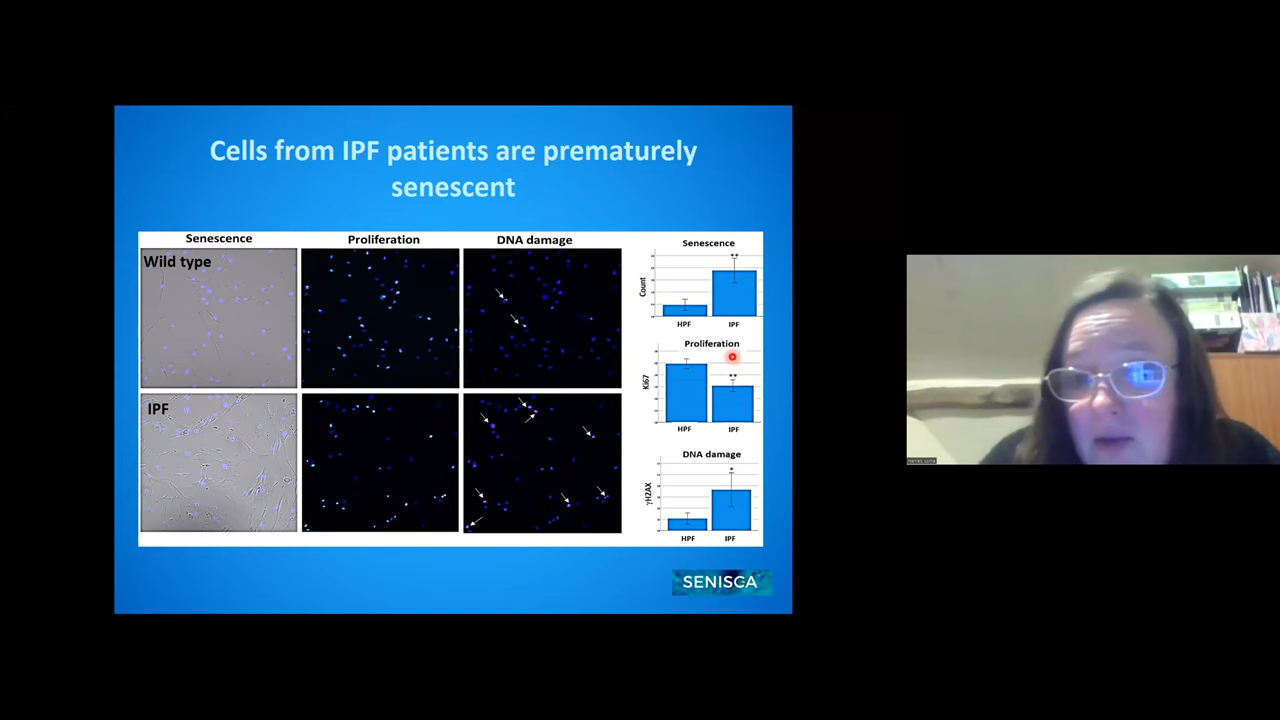 Cells from IPF patients are prematurely
senescent
Senescence
Proliferation
DNA damage
Wild type
IPF
Senescence
Count
**
HPF
IPF
Proliferation
Ki67
**
HPF
IPF
DNA damage
γH2AX
*
HPF
IPF
SENISCA